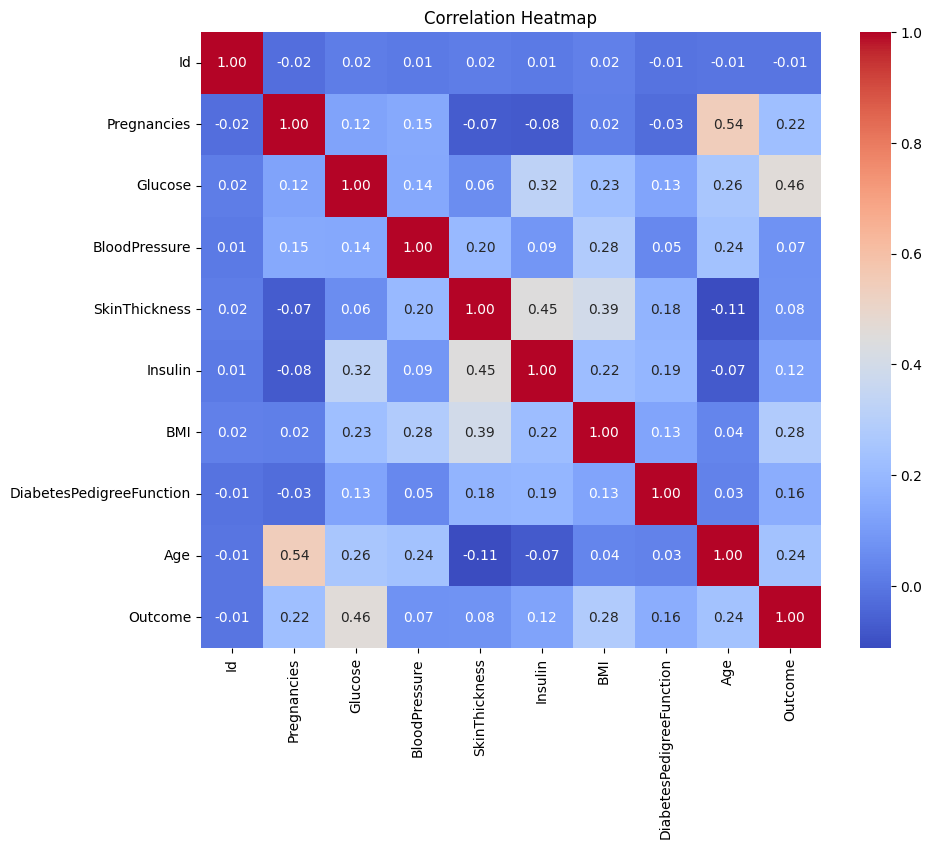 Correlation Heatmap
Id 1.00 -0.02 0.02 0.01 0.02 0.01 0.02 -0.01 -0.01 -0.01
Pregnancies -0.02 1.00 0.12 0.15 -0.07 -0.08 0.02 -0.03 0.54 0.22
Glucose 0.02 0.12 1.00 0.14 0.06 0.32 0.23 0.13 0.26 0.46
BloodPressure 0.01 0.15 0.14 1.00 0.20 0.09 0.28 0.05 0.24 0.07
SkinThickness 0.02 -0.07 0.06 0.20 1.00 0.45 0.39 0.18 -0.11 0.08
Insulin 0.01 -0.08 0.32 0.09 0.45 1.00 0.22 0.19 -0.07 0.12
BMI 0.02 0.02 0.23 0.28 0.39 0.22 1.00 0.13 0.04 0.28
DiabetesPedigreeFunction -0.01 -0.03 0.13 0.05 0.18 0.19 0.13 1.00 0.03 0.16
Age -0.01 0.54 0.26 0.24 -0.11 -0.07 0.04 0.03 1.00 0.24
Outcome -0.01 0.22 0.46 0.07 0.08 0.12 0.28 0.16 0.24 1.00
Id
Pregnancies
Glucose
BloodPressure
SkinThickness
Insulin
BMI
DiabetesPedigreeFunction
Age
Outcome
1.0
0.8
0.6
0.4
0.2
0.0